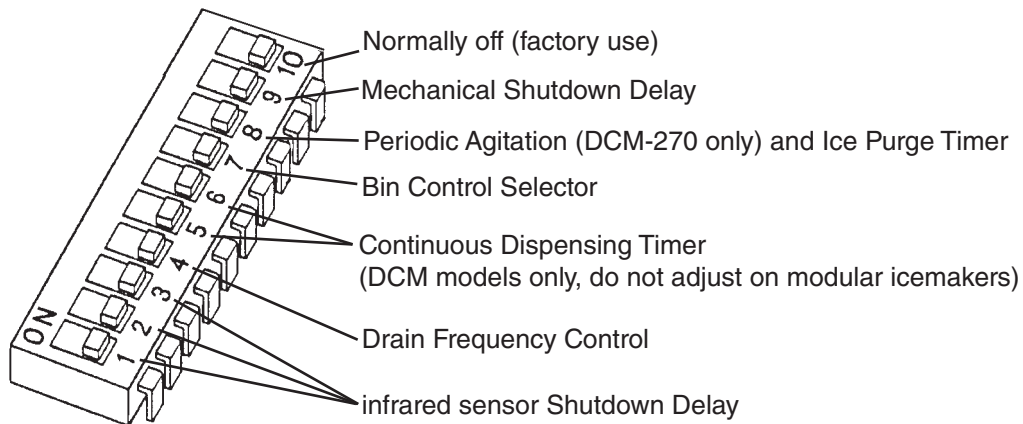 Normally off (factory use)
10
Mechanical Shutdown Delay
9
Periodic Agitation (DCM-270 only) and Ice Purge Timer
8
7
Bin Control Selector
6
5
Continuous Dispensing Timer
(DCM models only, do not adjust on modular icemakers)
4
3
Drain Frequency Control
ON
2
1
infrared sensor Shutdown Delay